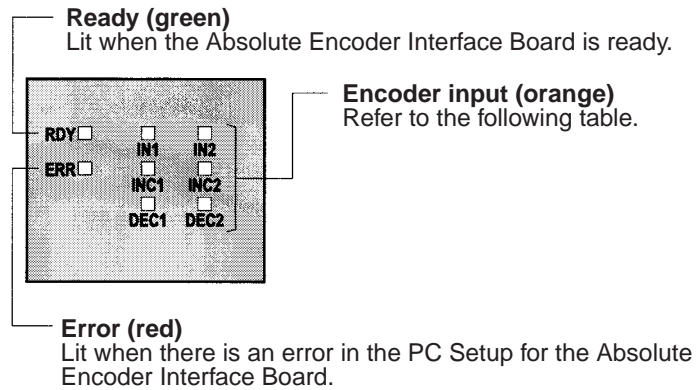 Ready (green)
Lit when the Absolute Encoder Interface Board is ready.
Encoder input (orange)
Refer to the following table.
RDY IN1 IN2
ERR INC1 INC2
DEC1 DEC2
Error (red)
Lit when there is an error in the PC Setup for the Absolute
Encoder Interface Board.